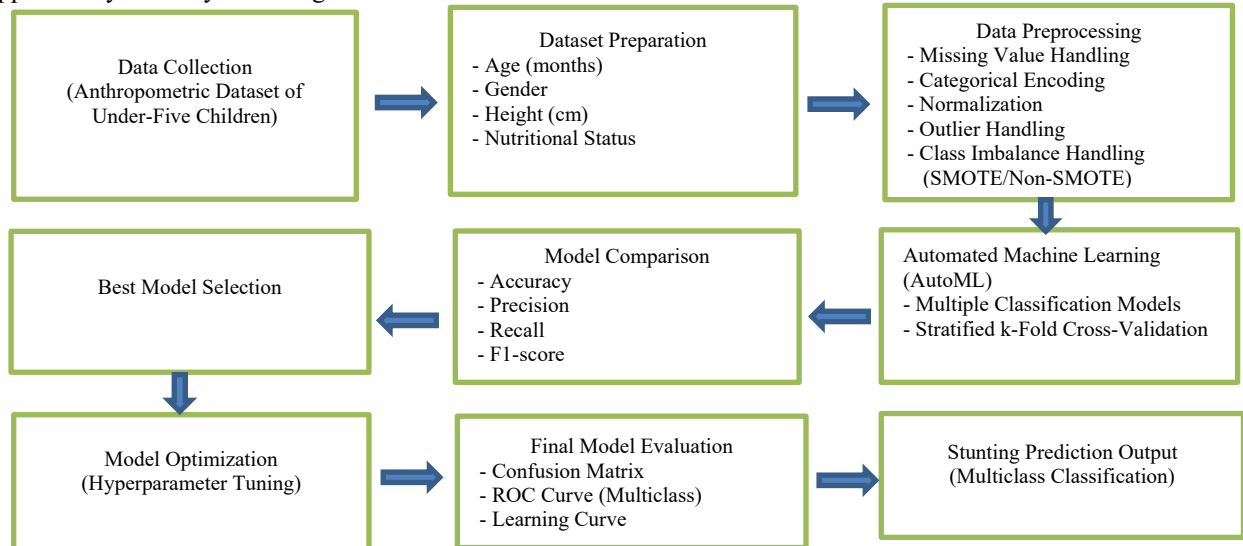 Data Collection
(Anthropometric Dataset of
Under-Five Children)
Dataset Preparation
- Age (months)
- Gender
- Height (cm)
- Nutritional Status
Data Preprocessing
- Missing Value Handling
- Categorical Encoding
- Normalization
- Outlier Handling
- Class Imbalance Handling
(SMOTE/Non-SMOTE)
Automated Machine Learning
(AutoML)
- Multiple Classification Models
- Stratified k-Fold Cross-Validation
Model Comparison
- Accuracy
- Precision
- Recall
- F1-score
Best Model Selection
Model Optimization
(Hyperparameter Tuning)
Final Model Evaluation
- Confusion Matrix
- ROC Curve (Multiclass)
- Learning Curve
Stunting Prediction Output
(Multiclass Classification)